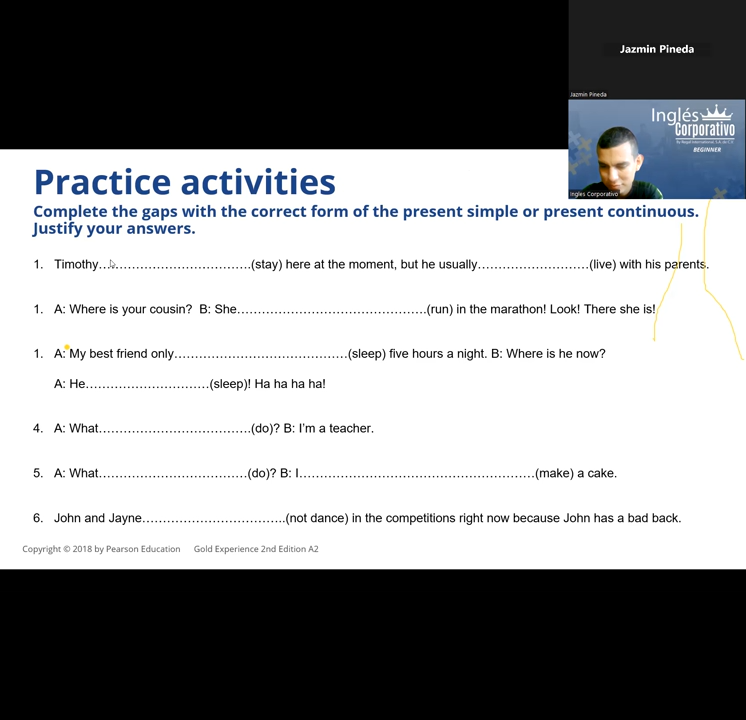 Jazmin Pineda
Jazmin Pineda
Inglés
Corporativo
BEGINNER
Inglés Corporativo
Practice activities
Complete the gaps with the correct form of the present simple or present continuous.
Justify your answers.
1. Timothy……………………………….(stay) here at the moment, but he usually………………………(live) with his parents.
1. A: Where is your cousin? B: She……………………………………….(run) in the marathon! Look! There she is!
1. A: My best friend only……………………………………(sleep) five hours a night. B: Where is he now?
A: He…………………………(sleep)! Ha ha ha ha!
4. A: What……………………………….(do)? B: I’m a teacher.
5. A: What………………………………(do)? B: I…………………………………………………(make) a cake.
6. John and Jayne……………………………..(not dance) in the competitions right now because John has a bad back.
Copyright © 2018 by Pearson Education Gold Experience 2nd Edition A2